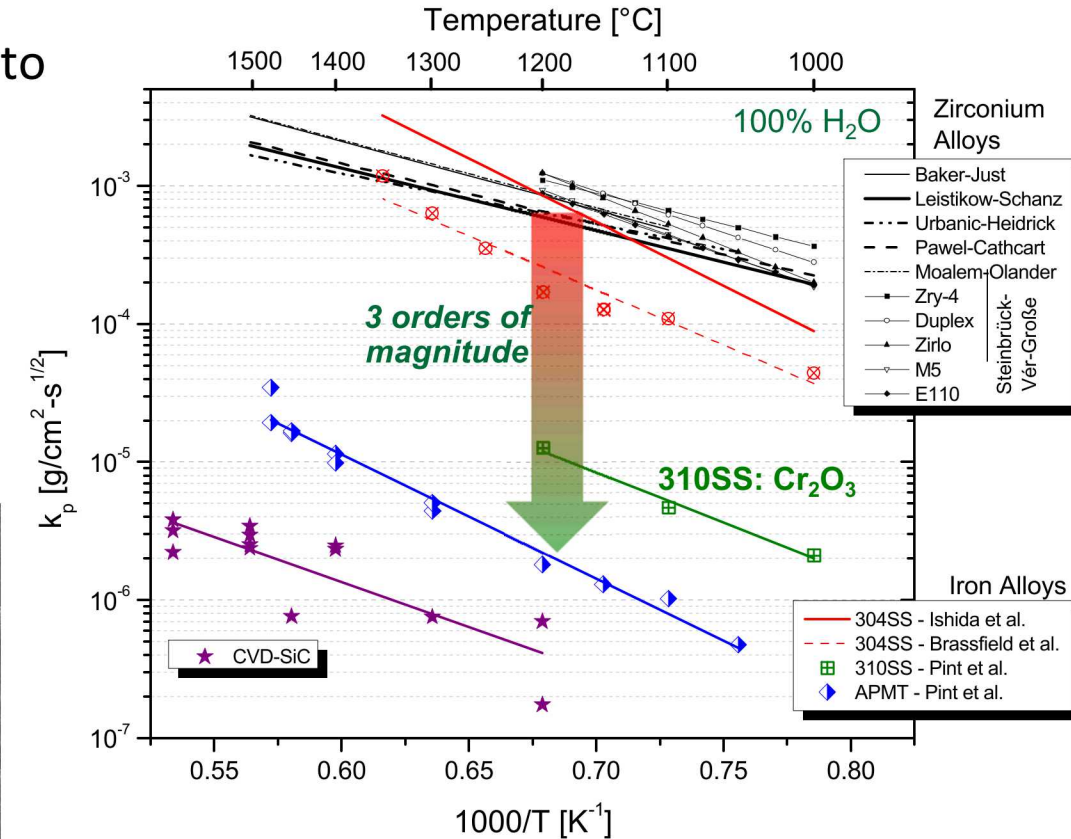 to
Temperature [°C]
1500 1400 1300 1200 1100 1000
100% H₂O
Zirconium
Alloys
Baker-Just
Leistikow-Schanz
Urbanic-Heidrick
Pawel-Cathcart
Moalem-Olander
Zry-4
Duplex
Zirlo
M5
E110
Steinbrück-
Vér-Große
3 orders of
magnitude
310SS: Cr₂O₃
kₚ [g/cm²-s¹ᐟ²]
10⁻³
10⁻⁴
10⁻⁵
10⁻⁶
10⁻⁷
CVD-SiC
Iron Alloys
304SS - Ishida et al.
304SS - Brassfield et al.
310SS - Pint et al.
APMT - Pint et al.
0.55 0.60 0.65 0.70 0.75 0.80
1000/T [K⁻¹]